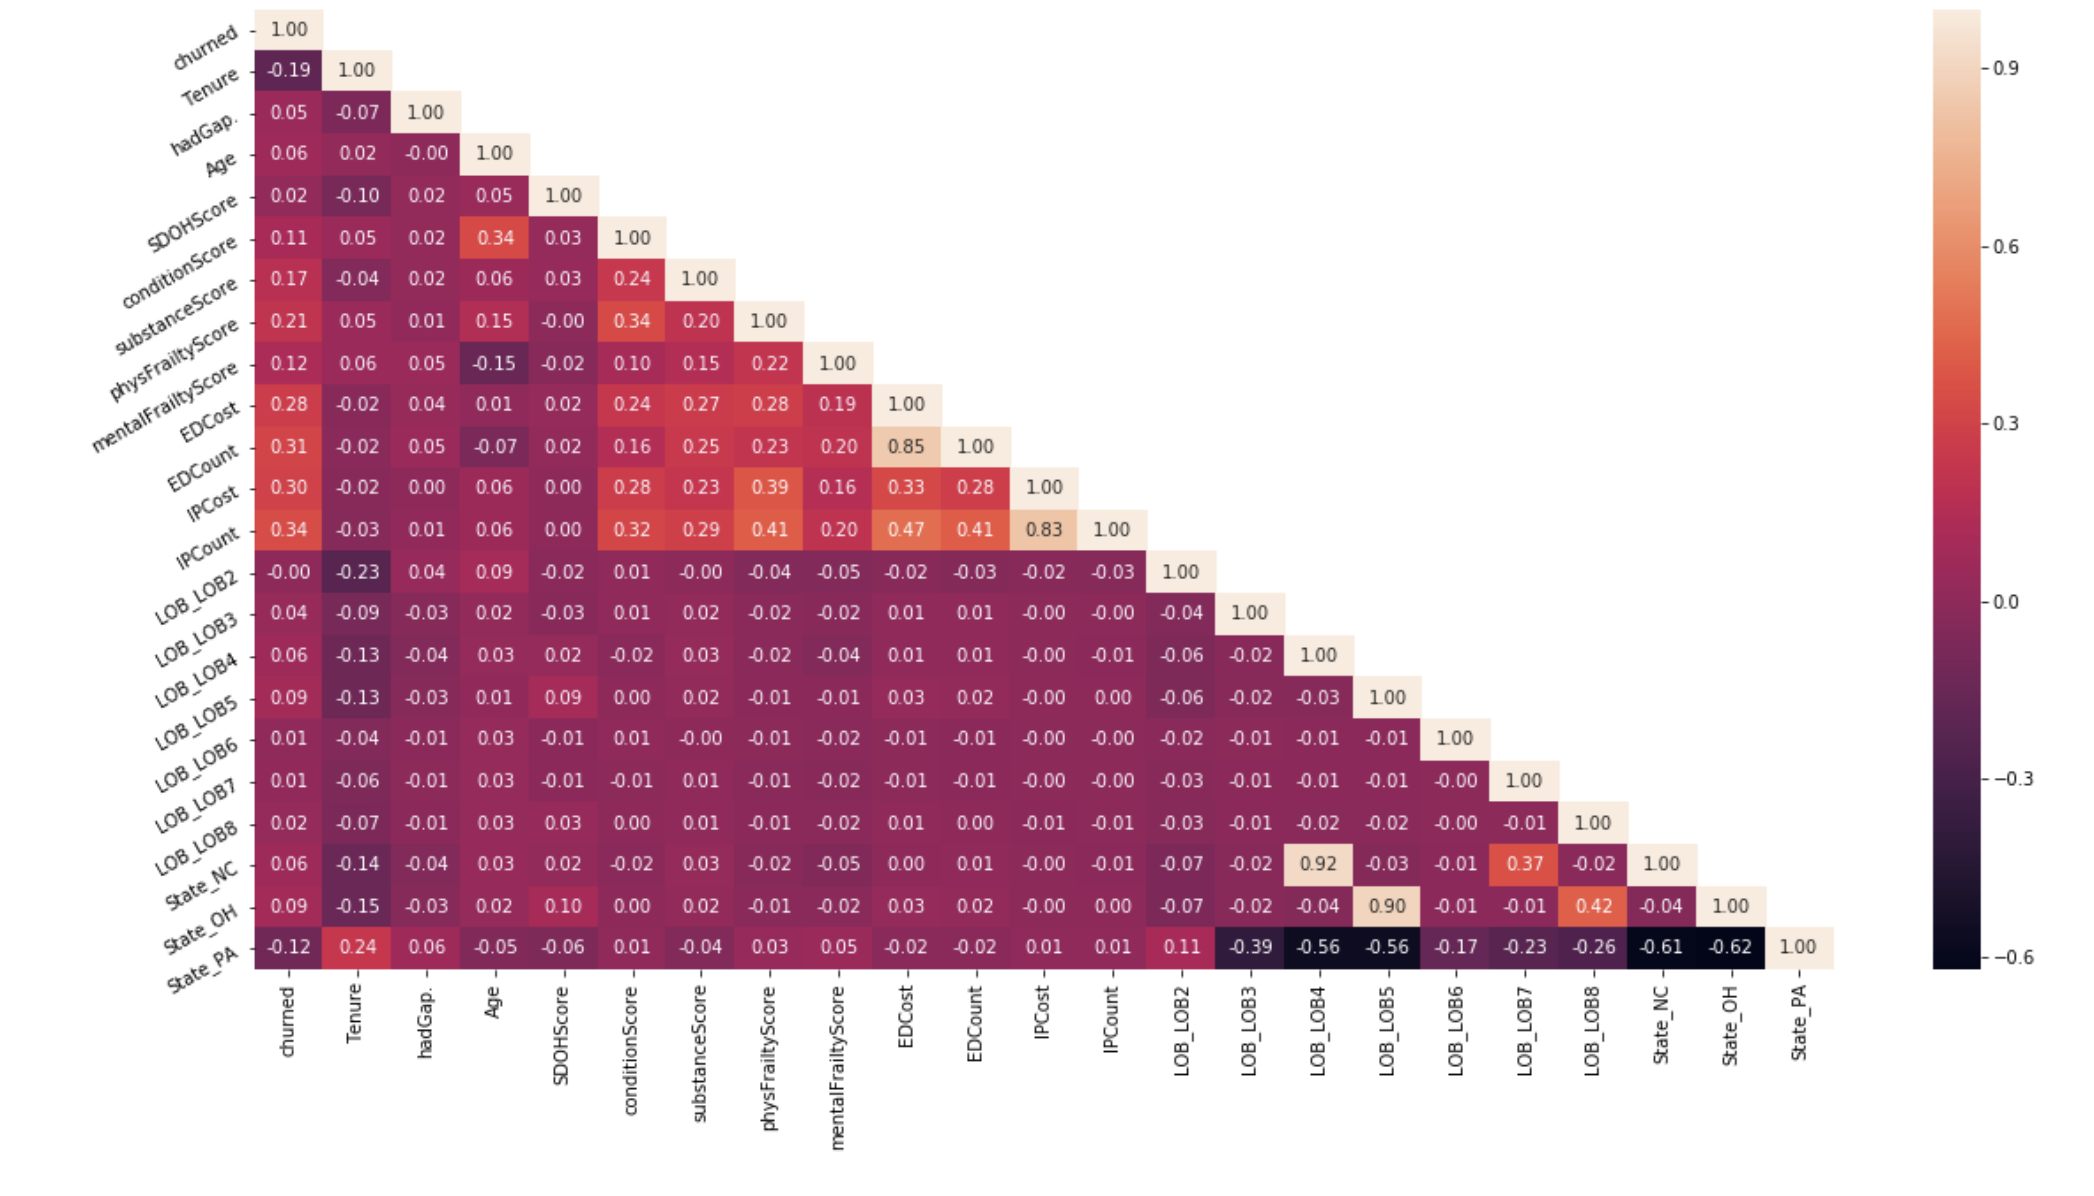 churned 1.00
Tenure -0.19 1.00
hadGap. 0.05 -0.07 1.00
Age 0.06 0.02 -0.00 1.00
SDOHScore 0.02 -0.10 0.02 0.05 1.00
conditionScore 0.11 0.05 0.02 0.34 0.03 1.00
substanceScore 0.17 -0.04 0.02 0.06 0.03 0.24 1.00
physFrailtyScore 0.21 0.05 0.01 0.15 -0.00 0.34 0.20 1.00
mentalFrailtyScore 0.12 0.06 0.05 -0.15 -0.02 0.10 0.15 0.22 1.00
EDCost 0.28 -0.02 0.04 0.01 0.02 0.24 0.27 0.28 0.19 1.00
EDCount 0.31 -0.02 0.05 -0.07 0.02 0.16 0.25 0.23 0.20 0.85 1.00
IPCost 0.30 -0.02 0.00 0.06 0.00 0.28 0.23 0.39 0.16 0.33 0.28 1.00
IPCount 0.34 -0.03 0.01 0.06 0.00 0.32 0.29 0.41 0.20 0.47 0.41 0.83 1.00
LOB_LOB2 -0.00 -0.23 0.04 0.09 -0.02 0.01 -0.00 -0.04 -0.05 -0.02 -0.03 -0.02 -0.03 1.00
LOB_LOB3 0.04 -0.09 -0.03 0.02 -0.03 0.01 0.02 -0.02 -0.02 0.01 0.01 -0.00 -0.00 -0.04 1.00
LOB_LOB4 0.06 -0.13 -0.04 0.03 0.02 -0.02 0.03 -0.02 -0.04 0.01 0.01 -0.00 -0.01 -0.06 -0.02 1.00
LOB_LOB5 0.09 -0.13 -0.03 0.01 0.09 0.00 0.02 -0.01 -0.01 0.03 0.02 -0.00 0.00 -0.06 -0.02 -0.03 1.00
LOB_LOB6 0.01 -0.04 -0.01 0.03 -0.01 0.01 -0.00 -0.01 -0.02 -0.01 -0.01 -0.00 -0.00 -0.02 -0.01 -0.01 -0.01 1.00
LOB_LOB7 0.01 -0.06 -0.01 0.03 -0.01 -0.01 0.01 -0.01 -0.02 -0.01 -0.01 -0.00 -0.00 -0.03 -0.01 -0.01 -0.01 -0.00 1.00
LOB_LOB8 0.02 -0.07 -0.01 0.03 0.03 0.00 0.01 -0.01 -0.02 0.01 0.00 -0.01 -0.01 -0.03 -0.01 -0.02 -0.02 -0.00 -0.01 1.00
State_NC 0.06 -0.14 -0.04 0.03 0.02 -0.02 0.03 -0.02 -0.05 0.00 0.01 -0.00 -0.01 -0.07 -0.02 0.92 -0.03 -0.01 0.37 -0.02 1.00
State_OH 0.09 -0.15 -0.03 0.02 0.10 0.00 0.02 -0.01 -0.02 0.03 0.02 -0.00 0.00 -0.07 -0.02 -0.04 0.90 -0.01 -0.01 0.42 -0.04 1.00
State_PA -0.12 0.24 0.06 -0.05 -0.06 0.01 -0.04 0.03 0.05 -0.02 -0.02 0.01 0.01 0.11 -0.39 -0.56 -0.56 -0.17 -0.23 -0.26 -0.61 -0.62 1.00
churned Tenure hadGap. Age SDOHScore conditionScore substanceScore physFrailtyScore mentalFrailtyScore EDCost EDCount IPCost IPCount LOB_LOB2 LOB_LOB3 LOB_LOB4 LOB_LOB5 LOB_LOB6 LOB_LOB7 LOB_LOB8 State_NC State_OH State_PA
0.9
0.6
0.3
0.0
−0.3
−0.6